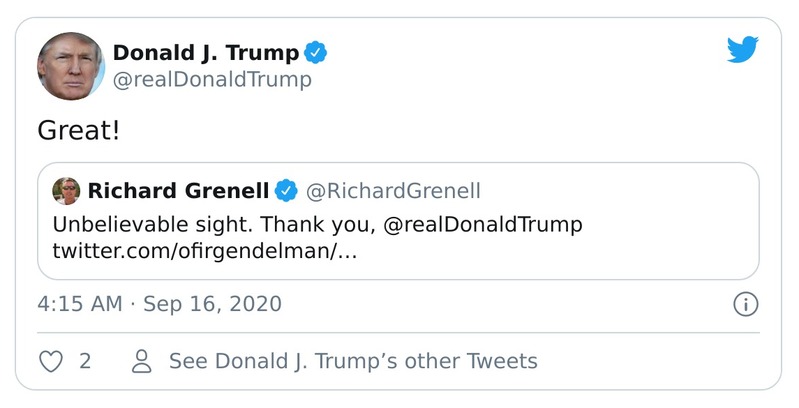 Donald J. Trump
@realDonaldTrump
Great!
Richard Grenell @RichardGrenell
Unbelievable sight. Thank you, @realDonaldTrump
twitter.com/ofirgendelman/…
4:15 AM · Sep 16, 2020
2 See Donald J. Trump’s other Tweets